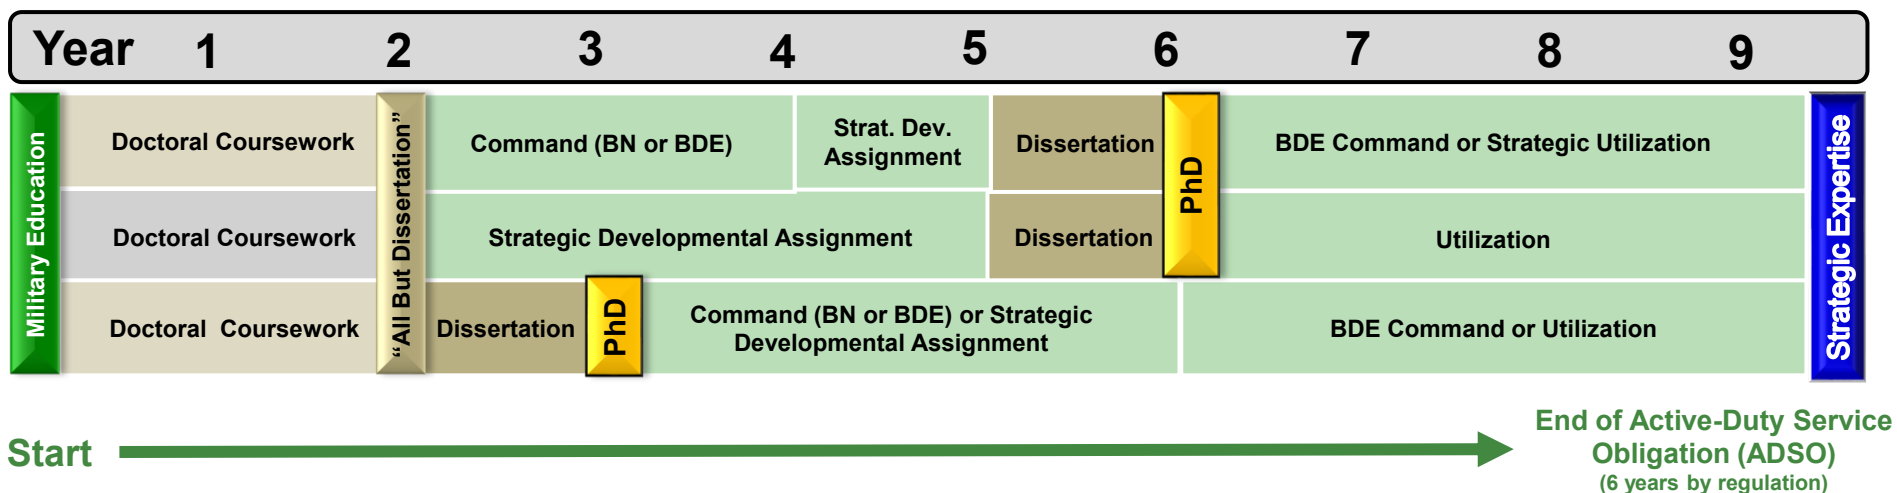 Year 1 2 3 4 5 6 7 8 9
Military Education
Doctoral Coursework
"All But Dissertation"
Command (BN or BDE)
Strat. Dev.
Assignment
Dissertation
PhD
BDE Command or Strategic Utilization
Strategic Expertise
Doctoral Coursework
Strategic Developmental Assignment
Dissertation
Utilization
Doctoral Coursework
Dissertation
PhD
Command (BN or BDE) or Strategic
Developmental Assignment
BDE Command or Utilization
Start
End of Active-Duty Service
Obligation (ADSO)
(6 years by regulation)